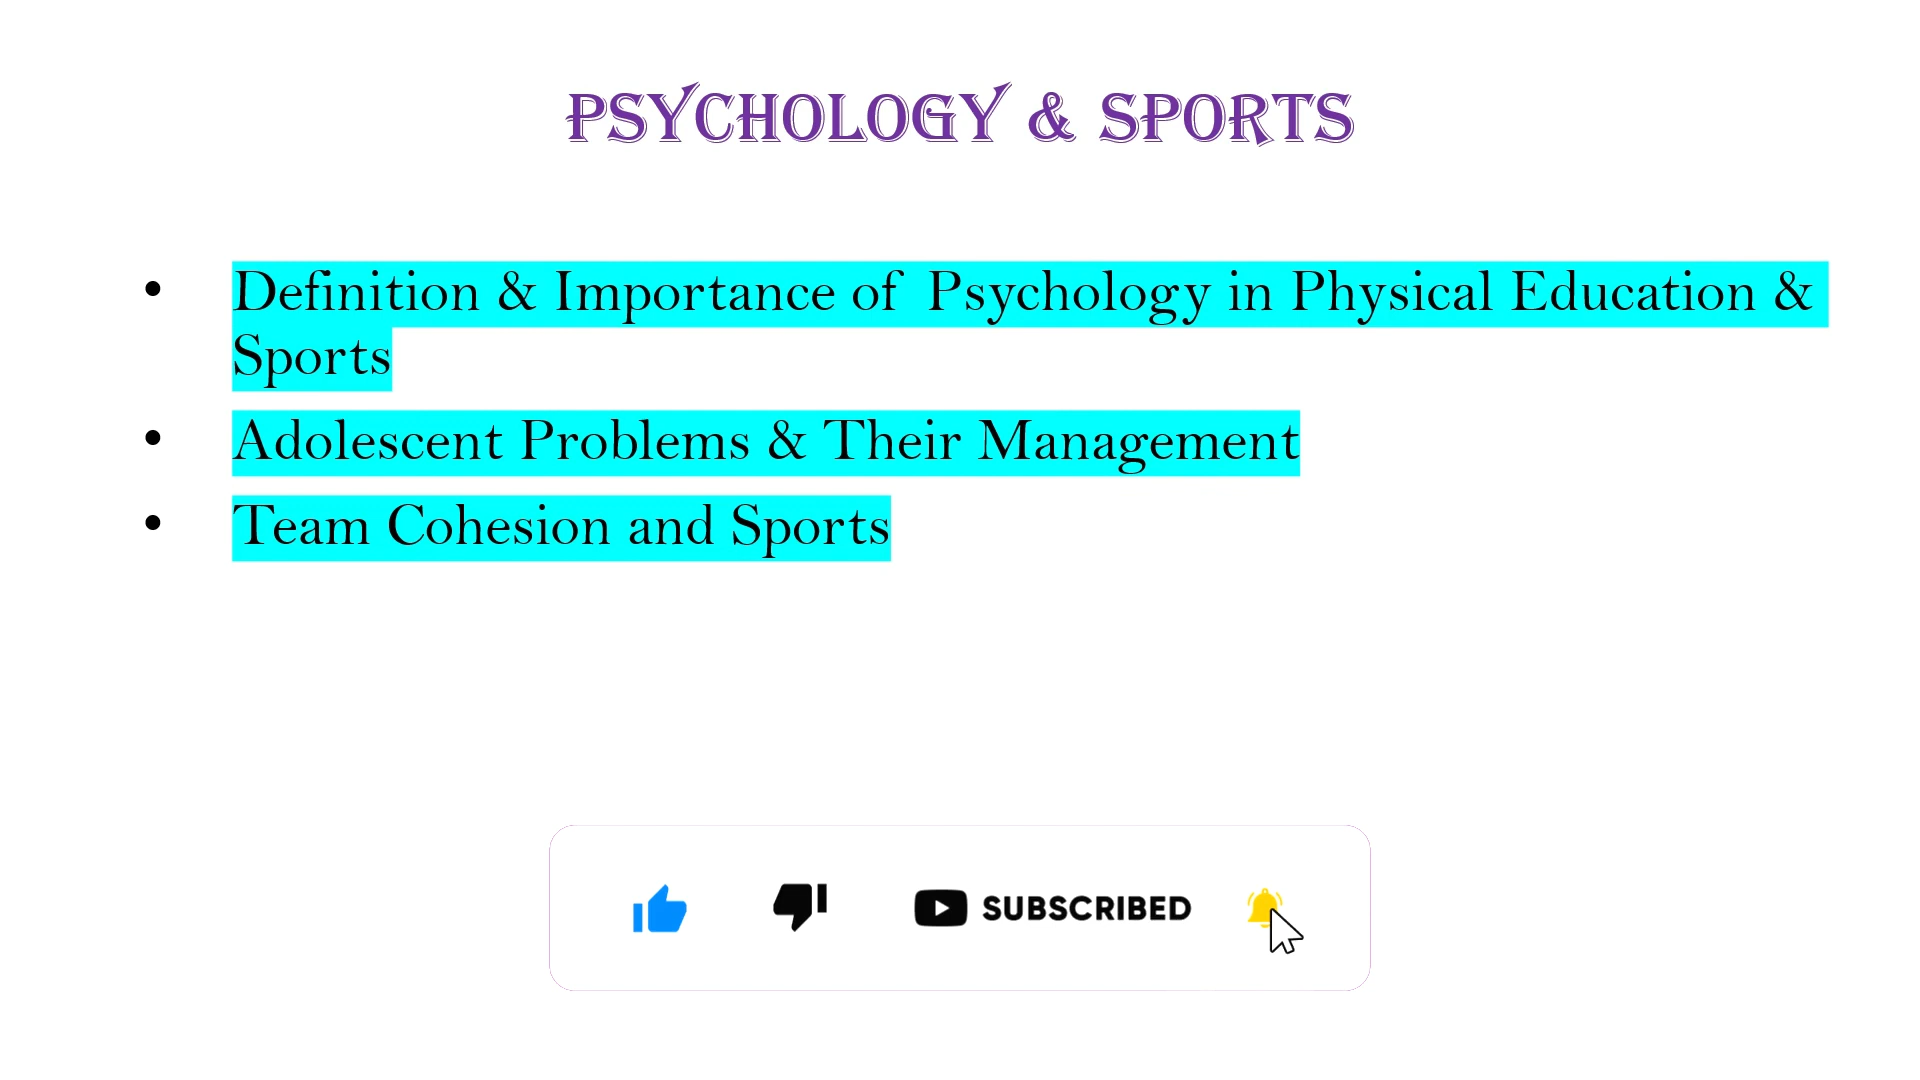 PSYCHOLOGY & SPORTS
• Definition & Importance of  Psychology in Physical Education &
Sports
• Adolescent Problems & Their Management
• Team Cohesion and Sports
SUBSCRIBED